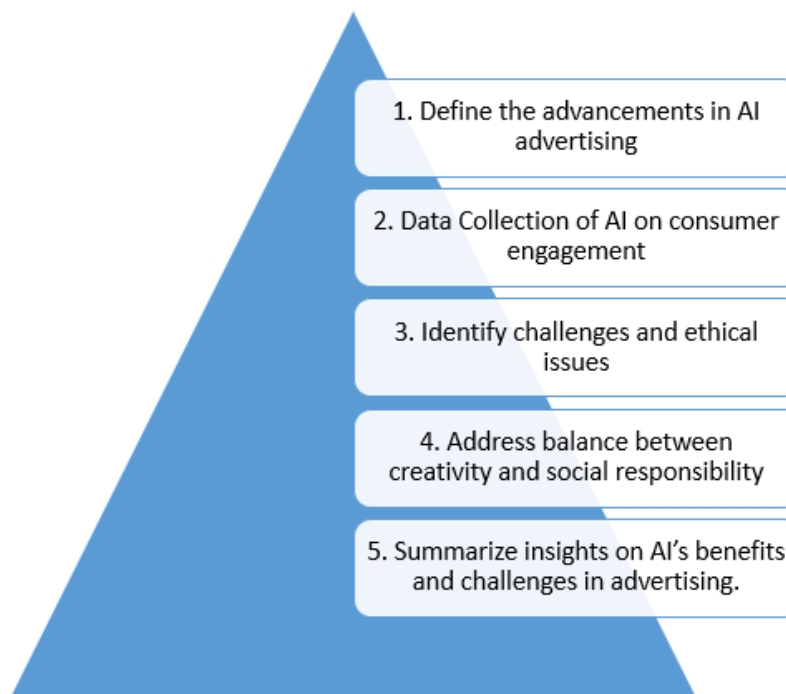 1. Define the advancements in AI
advertising
2. Data Collection of AI on consumer
engagement
3. Identify challenges and ethical
issues
4. Address balance between
creativity and social responsibility
5. Summarize insights on AI’s benefits
and challenges in advertising.